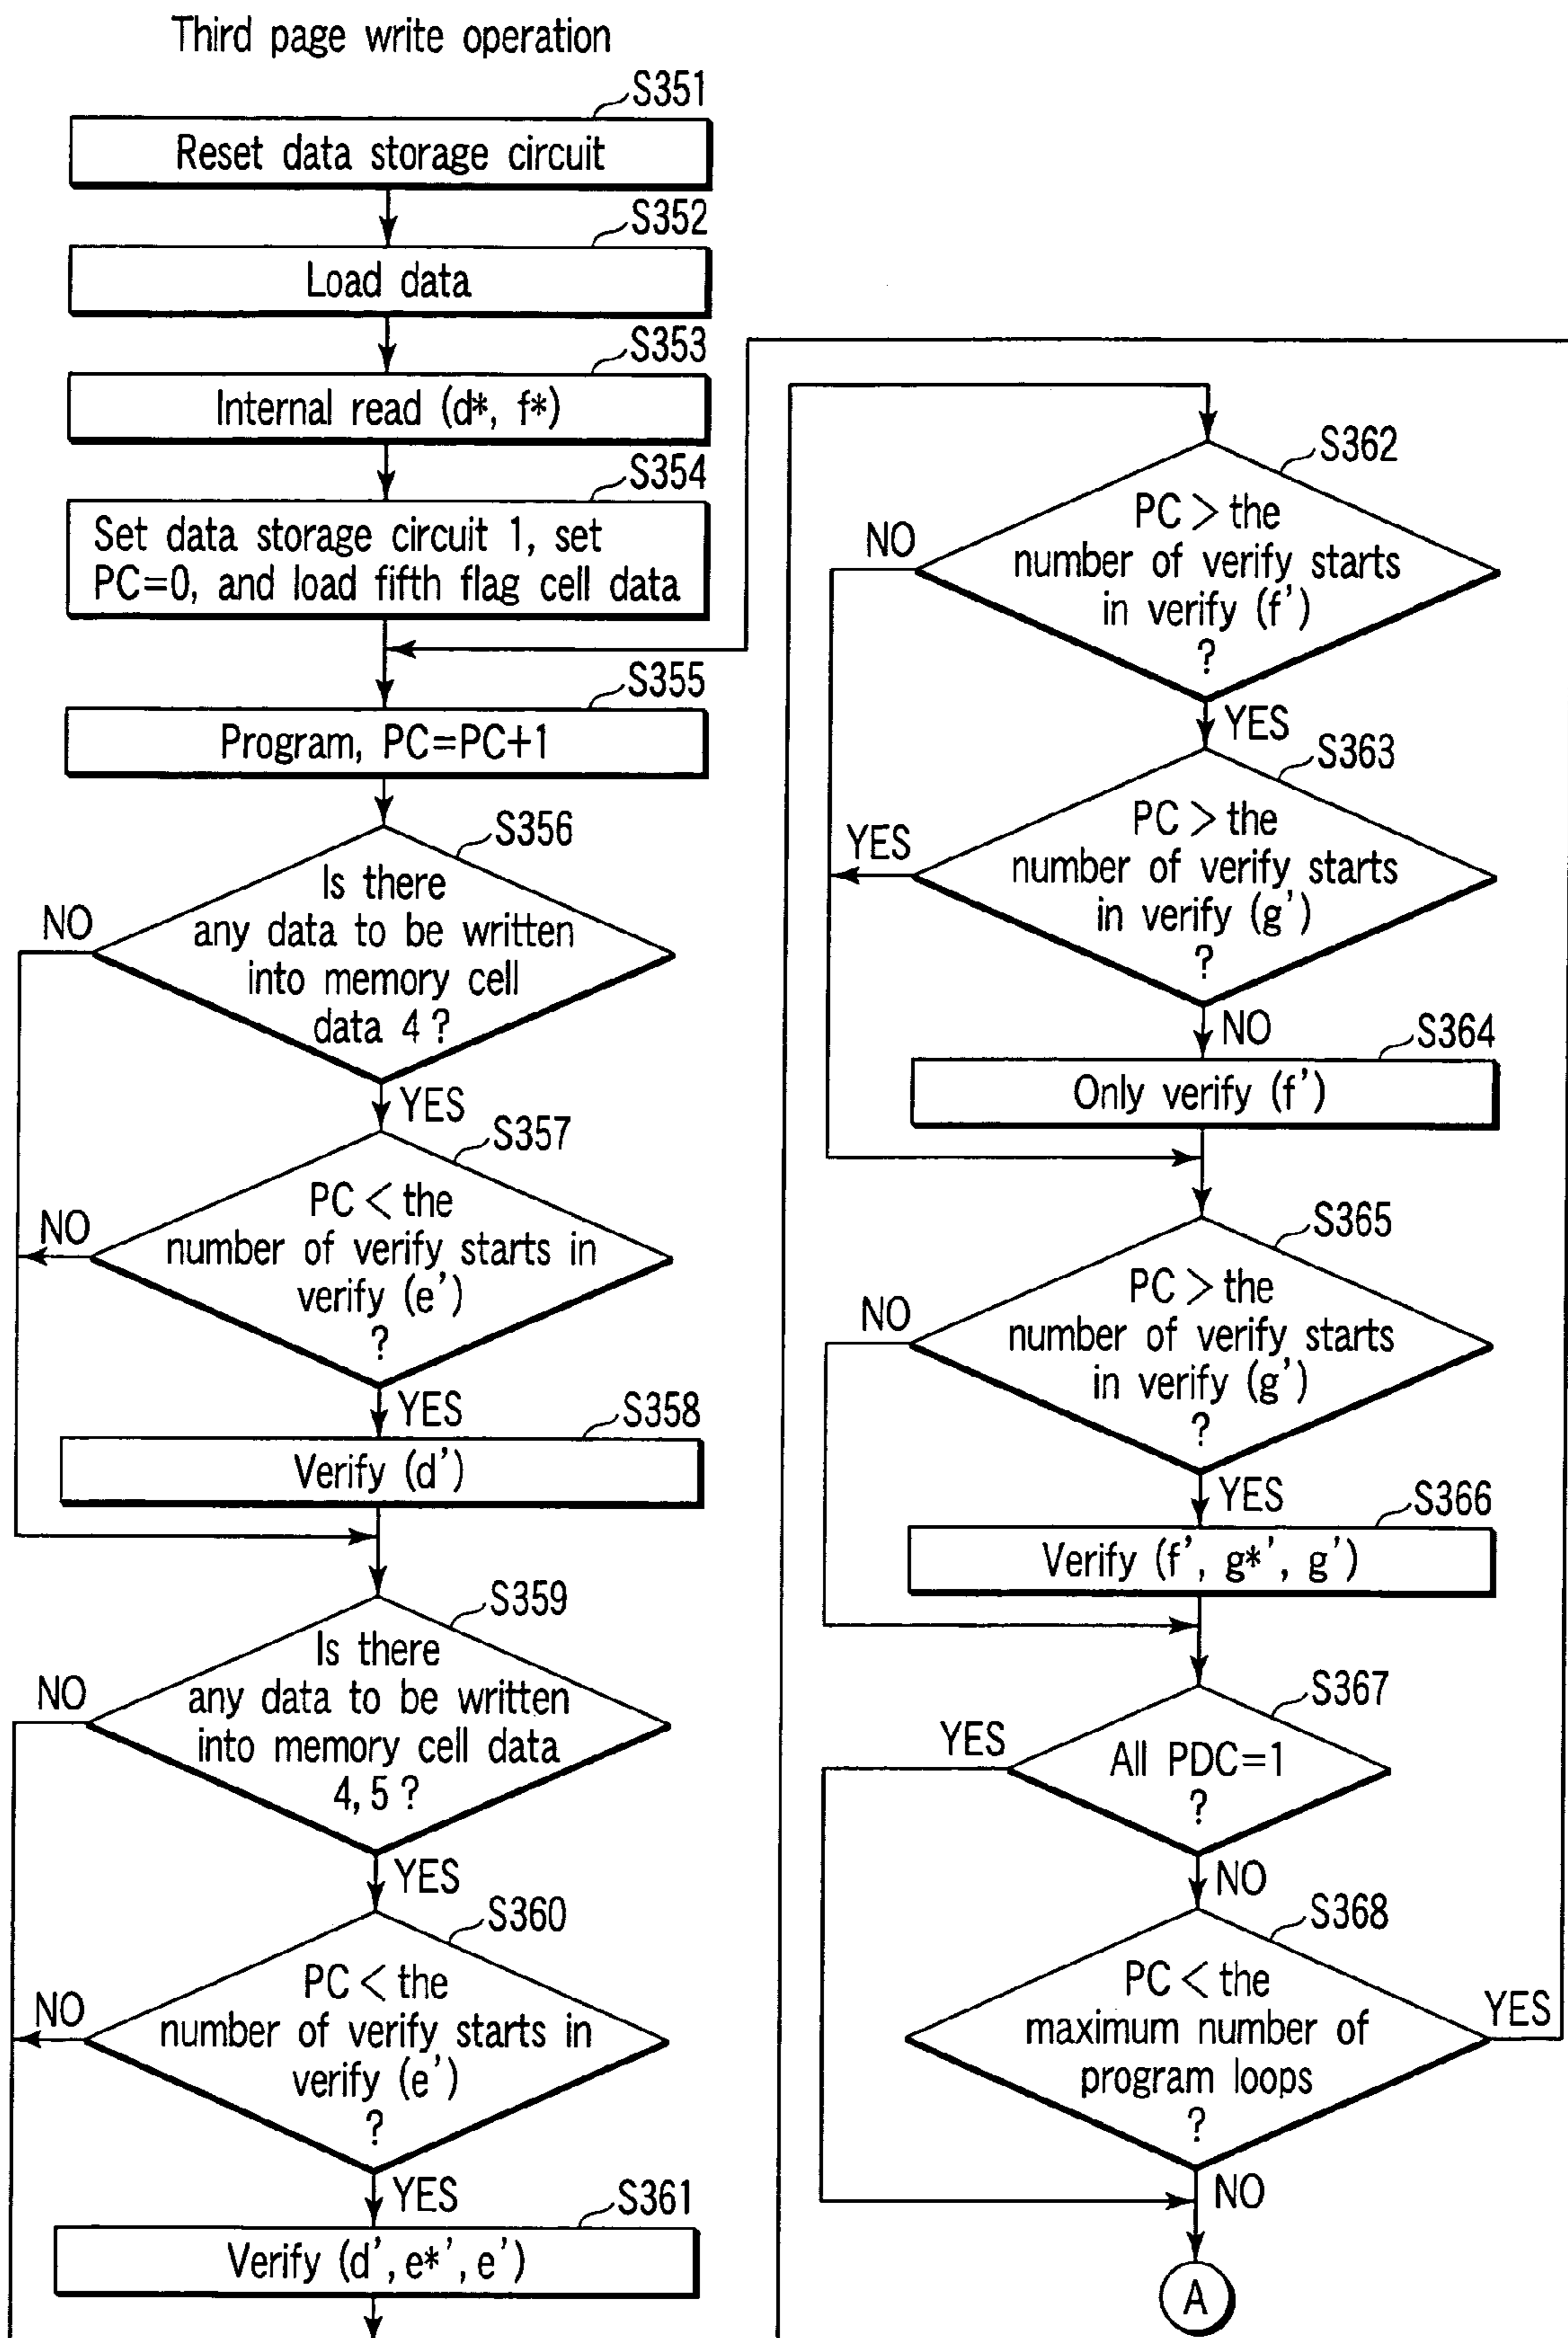 Third page write operation
S351
Reset data storage circuit
S352
Load data
S353
Internal read (d*, f*)
S354
Set data storage circuit 1, set
PC=0, and load fifth flag cell data
S355
Program, PC=PC+1
S356
Is there
any data to be written
into memory cell
data 4 ?
NO
YES
S357
PC < the
number of verify starts in
verify (e')
?
NO
YES
S358
Verify (d')
S359
Is there
any data to be written
into memory cell data
4, 5 ?
NO
YES
S360
PC < the
number of verify starts in
verify (e')
?
NO
YES
S361
Verify (d', e*', e')
S362
PC > the
number of verify starts
in verify (f')
?
NO
YES
S363
PC > the
number of verify starts
in verify (g')
?
YES
NO
S364
Only verify (f')
S365
PC > the
number of verify starts
in verify (g')
?
NO
YES
S366
Verify (f', g*', g')
S367
All PDC=1
?
YES
NO
S368
PC < the
maximum number of
program loops
?
YES
NO
A